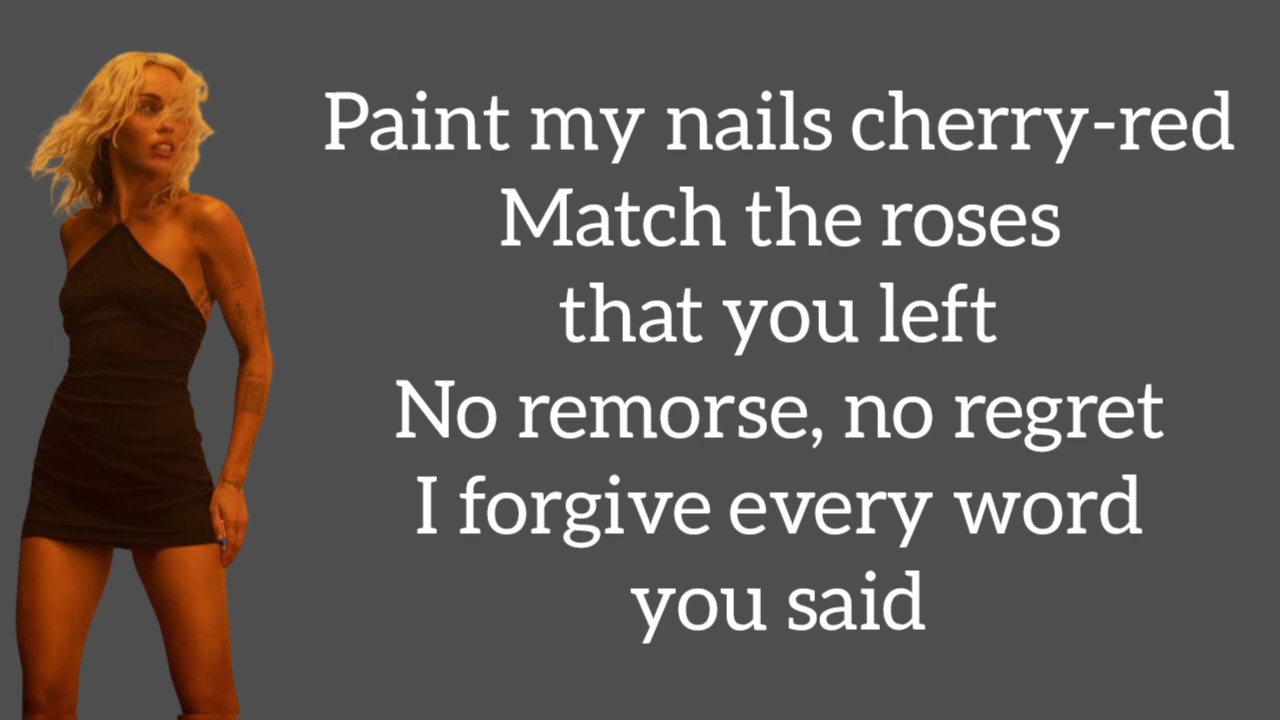 Paint my nails cherry-red
Match the roses
that you left
No remorse, no regret
I forgive every word
you said